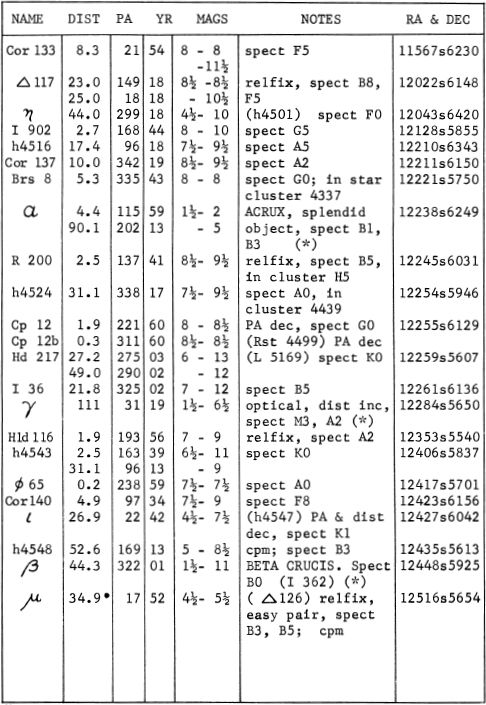 NAME DIST PA YR MAGS NOTES RA & DEC
Cor 133 8.3 21 54 8 - 8 spect F5 11567s6230
-11½
△117 23.0 149 18 8½ -8½ relfix, spect B8, 12022s6148
25.0 18 18 - 10½ F5
η 44.0 299 18 4½- 10 (h4501) spect F0 12043s6420
I 902 2.7 168 44 8 - 10 spect G5 12128s5855
h4516 17.4 96 18 7½- 9½ spect A5 12210s6343
Cor 137 10.0 342 19 8½- 9½ spect A2 12211s6150
Brs 8 5.3 335 43 8 - 8 spect G0; in star 12221s5750
cluster 4337
α 4.4 115 59 1½- 2 ACRUX, splendid 12238s6249
90.1 202 13 - 5 object, spect B1,
B3 (*)
R 200 2.5 137 41 8½- 9½ relfix, spect B5, 12245s6031
in cluster H5
h4524 31.1 338 17 7½- 9½ spect A0, in 12254s5946
cluster 4439
Cp 12 1.9 221 60 8 - 8½ PA dec, spect G0 12255s6129
Cp 12b 0.3 311 60 8½- 8½ (Rst 4499) PA dec
Hd 217 27.2 275 03 6 - 13 (L 5169) spect K0 12259s5607
49.0 290 02 - 12
I 36 21.8 325 02 7 - 12 spect B5 12261s6136
γ 111 31 19 1½- 6½ optical, dist inc, 12284s5650
spect M3, A2 (*)
Hld116 1.9 193 56 7 - 9 relfix, spect A2 12353s5540
h4543 2.5 163 39 6½- 11 spect K0 12406s5837
31.1 96 13 - 9
ϕ 65 0.2 238 59 7½- 7½ spect A0 12417s5701
Cor140 4.9 97 34 7½- 9 spect F8 12423s6156
ι 26.9 22 42 4½- 7½ (h4547) PA & dist 12427s6042
dec, spect K1
h4548 52.6 169 13 5 - 8½ cpm; spect B3 12435s5613
β 44.3 322 01 1½- 11 BETA CRUCIS. Spect 12448s5925
B0 (I 362) (*)
μ 34.9• 17 52 4½- 5½ ( △126) relfix, 12516s5654
easy pair, spect
B3, B5; cpm